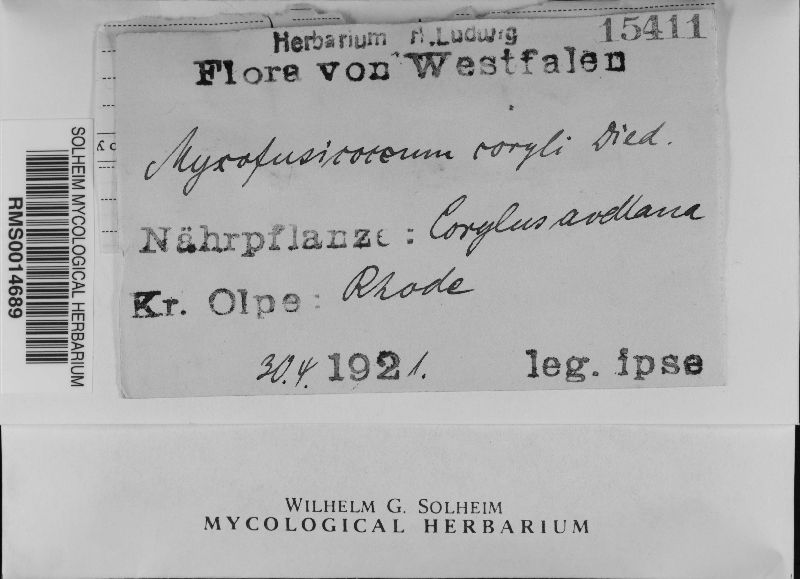 Herbarium A. Ludwig
15411
Flora von Westfalen
Myxofusicoccum coryli Died.
Nährpflanze: Corylus avellana
Kr. Olpe: Rhode
30.4.1921.
leg. ipse
SOLHEIM MYCOLOGICAL HERBARIUM
RMS0014689
WILHELM G. SOLHEIM
MYCOLOGICAL HERBARIUM